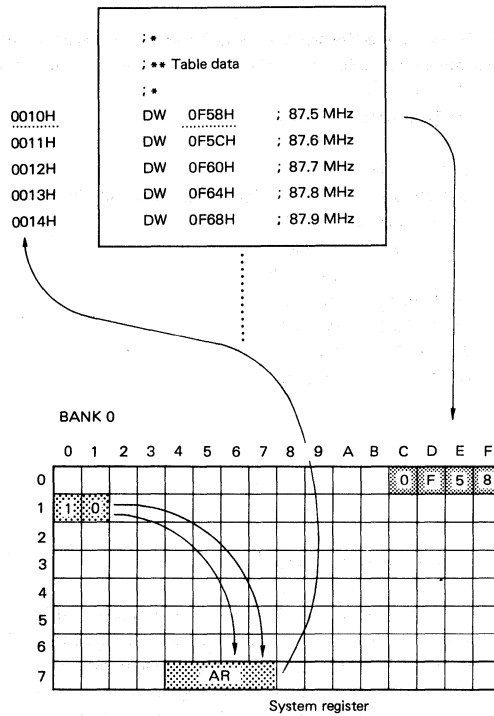 ; *
; ** Table data
; *
0010H DW 0F58H ; 87.5 MHz
0011H DW 0F5CH ; 87.6 MHz
0012H DW 0F60H ; 87.7 MHz
0013H DW 0F64H ; 87.8 MHz
0014H DW 0F68H ; 87.9 MHz
BANK 0
0 1 2 3 4 5 6 7 8 9 A B C D E F
0 0 F 5 8
1 1 0
2
3
4
5
6
7 AR
System register